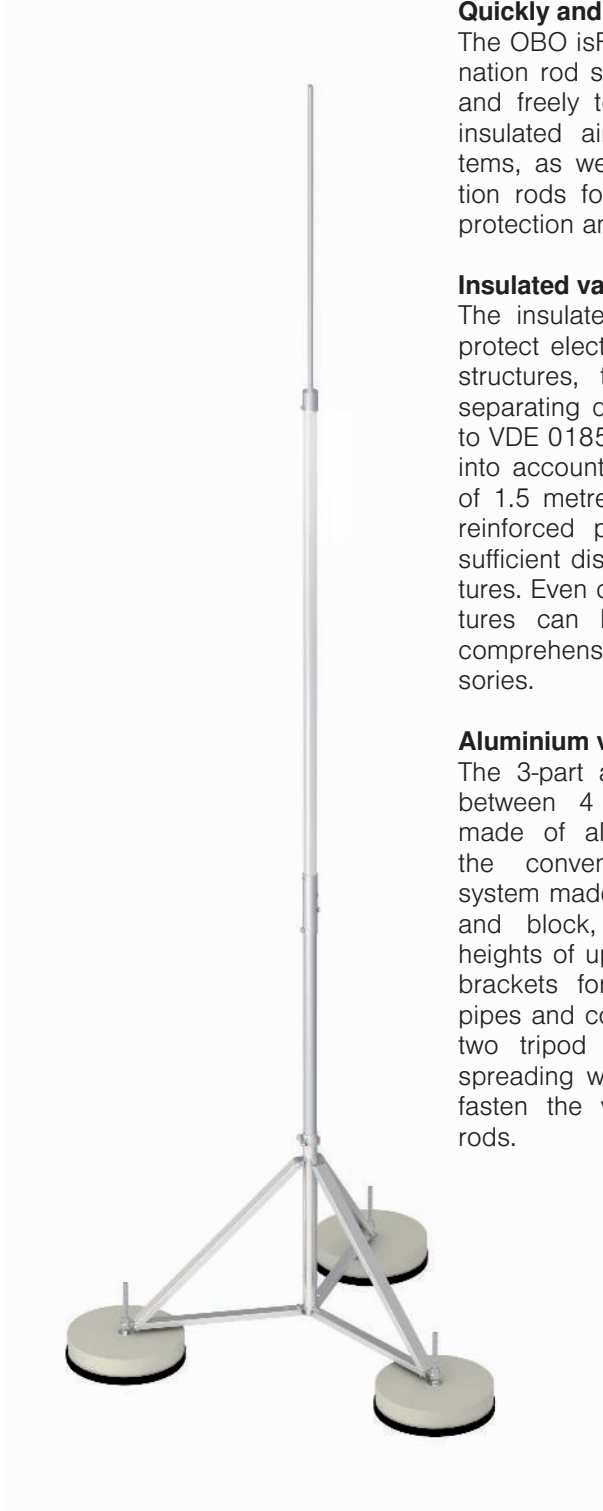 Quickly and
The OBO isF
nation rod s
and freely t
insulated ai
tems, as we
tion rods fo
protection a
Insulated va
The insulate
protect elect
structures, t
separating
to VDE 0185
into account
of 1.5 metre
reinforced p
sufficient dis
tures. Even
tures can
comprehens
sories.
Aluminium v
The 3-part a
between 4
made of al
the conver
system made
and block,
heights of up
brackets for
pipes and co
two tripod
spreading w
fasten the
rods.